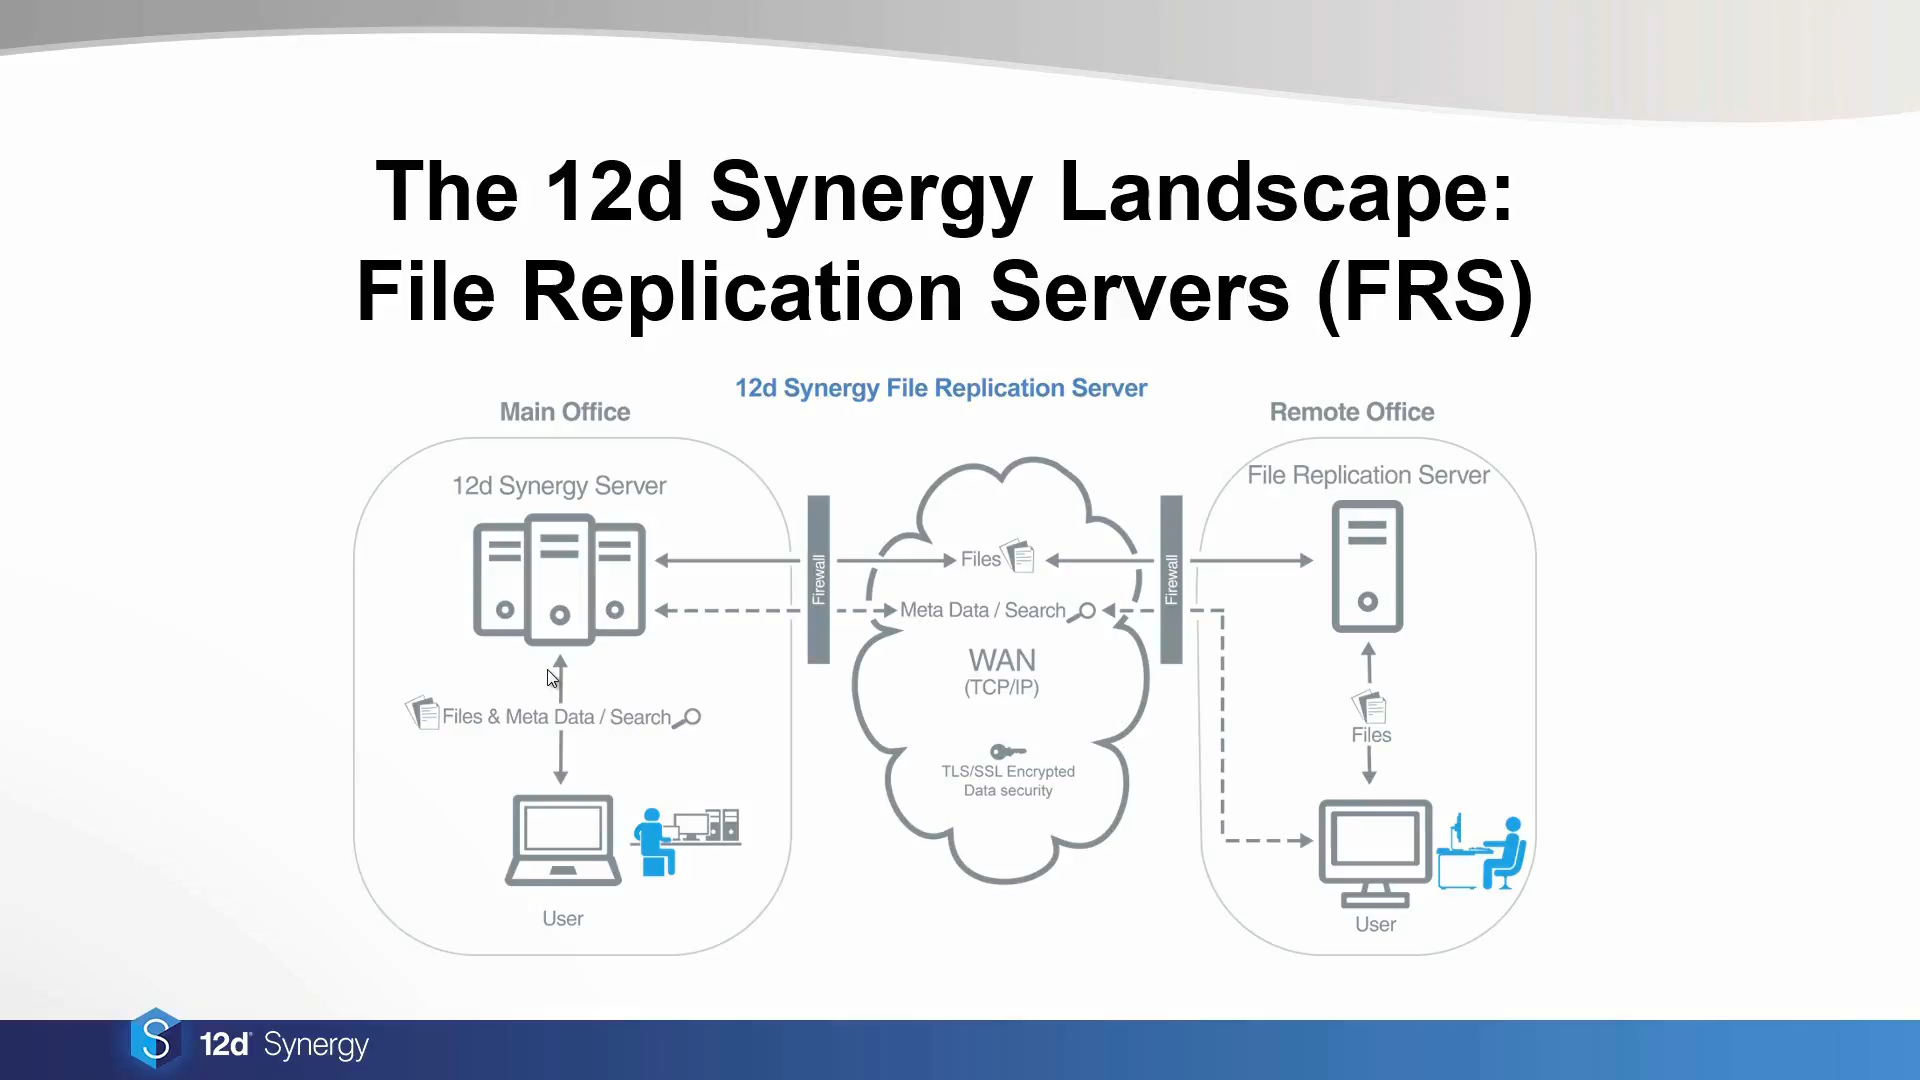 The 12d Synergy Landscape:
File Replication Servers (FRS)
12d Synergy File Replication Server
Main Office
Remote Office
12d Synergy Server
File Replication Server
Firewall
Files
Firewall
Meta Data / Search
WAN
(TCP/IP)
Files & Meta Data / Search
Files
TLS/SSL Encrypted
Data security
User
User
S
12d Synergy